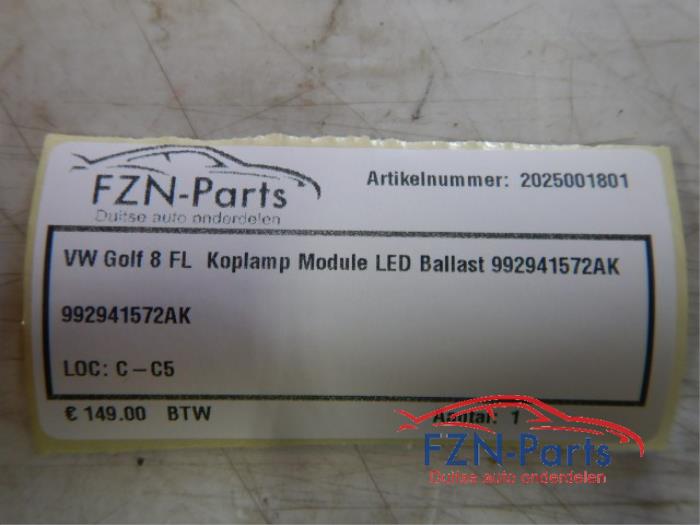 FZN-Parts
Duitse auto onderdelen
Artikelnummer: 2025001801
VW Golf 8 FL Koplamp Module LED Ballast 992941572AK
992941572AK
LOC: C-C5
€ 149.00 BTW
Aantal: 1
FZN-Parts
Duitse auto onderdelen